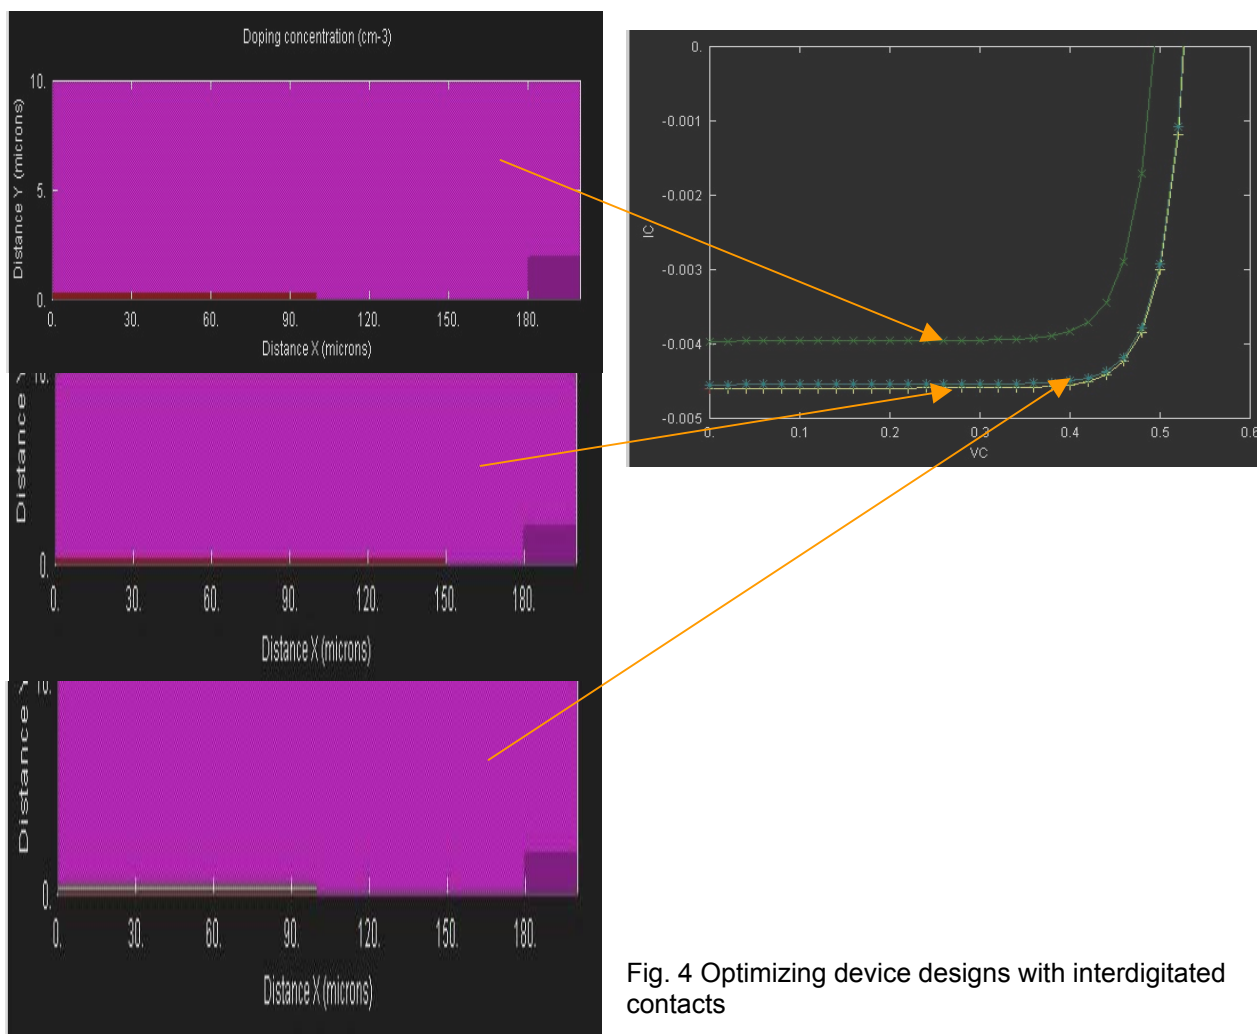 Doping concentration (cm-3)
Distance Y (microns)
10.
5.
0.
0. 30. 60. 90. 120. 150. 180.
Distance X (microns)
IC
0.
-0.001
-0.002
-0.003
-0.004
-0.005
0. 0.1 0.2 0.3 0.4 0.5 0.6
VC
Distance Y
10.
0.
0. 30. 60. 90. 120. 150. 180.
Distance X (microns)
Distance Y
10.
0.
0. 30. 60. 90. 120. 150. 180.
Distance X (microns)
Fig. 4 Optimizing device designs with interdigitated
contacts